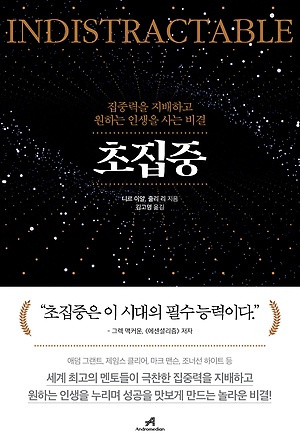 INDISTRACTABLE
집중력을 지배하고
원하는 인생을 사는 비결
초집중
니르 이얄, 줄리 리 지음
김고명 옮김
“초집중은 이 시대의 필수 능력이다.”
- 그렉 맥커운, 《에센셜리즘》 저자
애덤 그랜트, 제임스 클리어, 마크 맨슨, 조너선 하이트 등
세계 최고의 멘토들이 극찬한 집중력을 지배하고
원하는 인생을 누리며 성공을 맛보게 만드는 놀라운 비결!
Andromedian